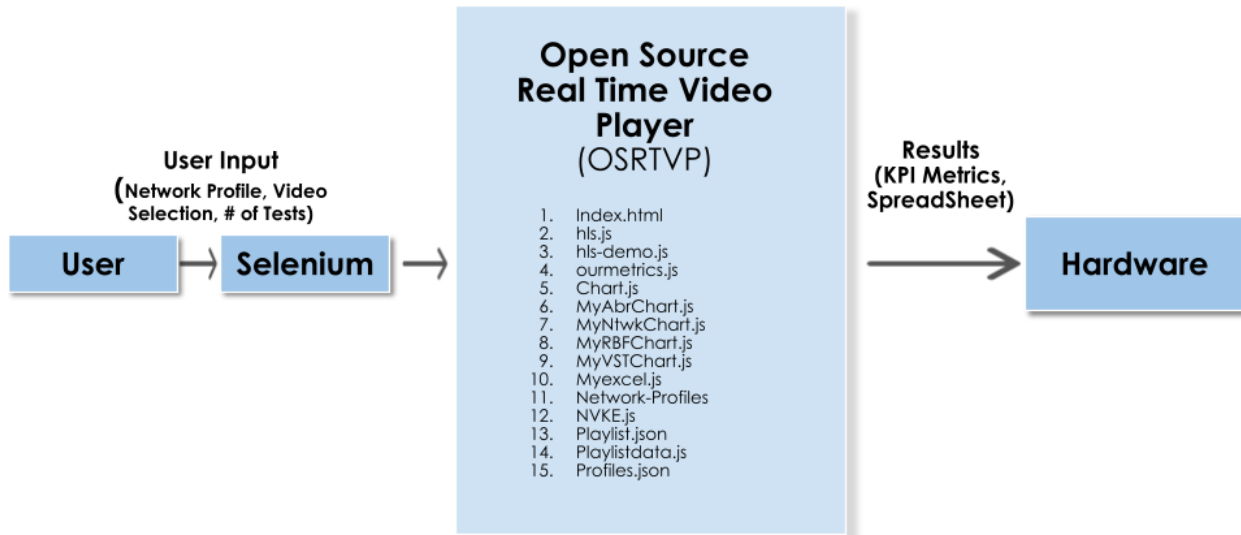 User Input
(Network Profile, Video
Selection, # of Tests)
User
Selenium
Open Source
Real Time Video
Player
(OSRTVP)
1. Index.html
2. hls.js
3. hls-demo.js
4. ourmetrics.js
5. Chart.js
6. MyAbrChart.js
7. MyNtwkChart.js
8. MyRBFChart.js
9. MyVSTChart.js
10. Myexcel.js
11. Network-Profiles
12. NVKE.js
13. Playlist.json
14. Playlistdata.js
15. Profiles.json
Results
(KPI Metrics,
SpreadSheet)
Hardware